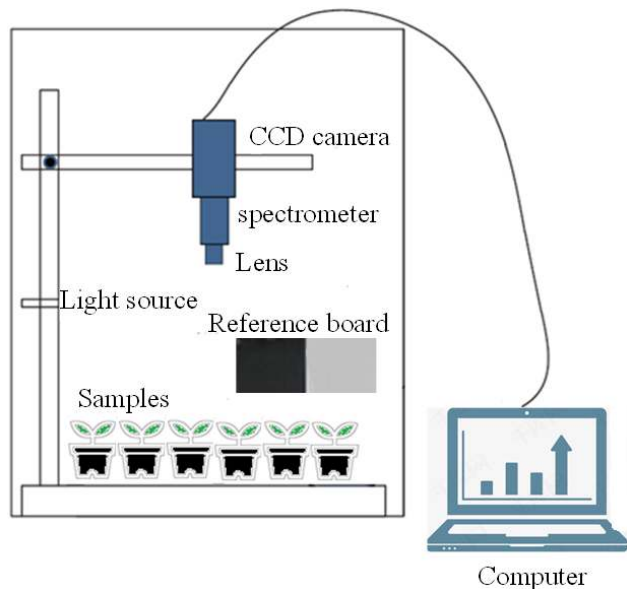 CCD camera
spectrometer
Lens
Light source
Reference board
Samples
Computer